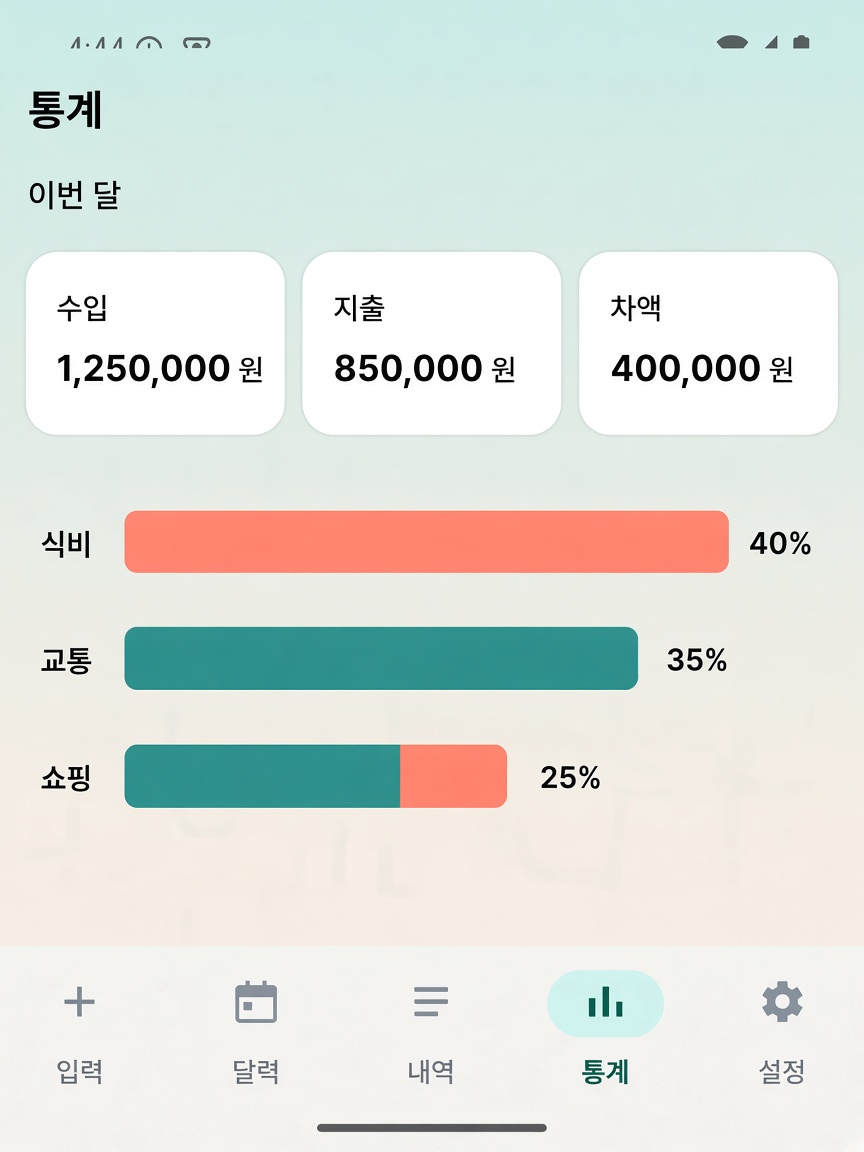 통계
이번 달
수입
1,250,000 원
지출
850,000 원
차액
400,000 원
식비 40%
교통 35%
쇼핑 25%
입력
달력
내역
통계
설정